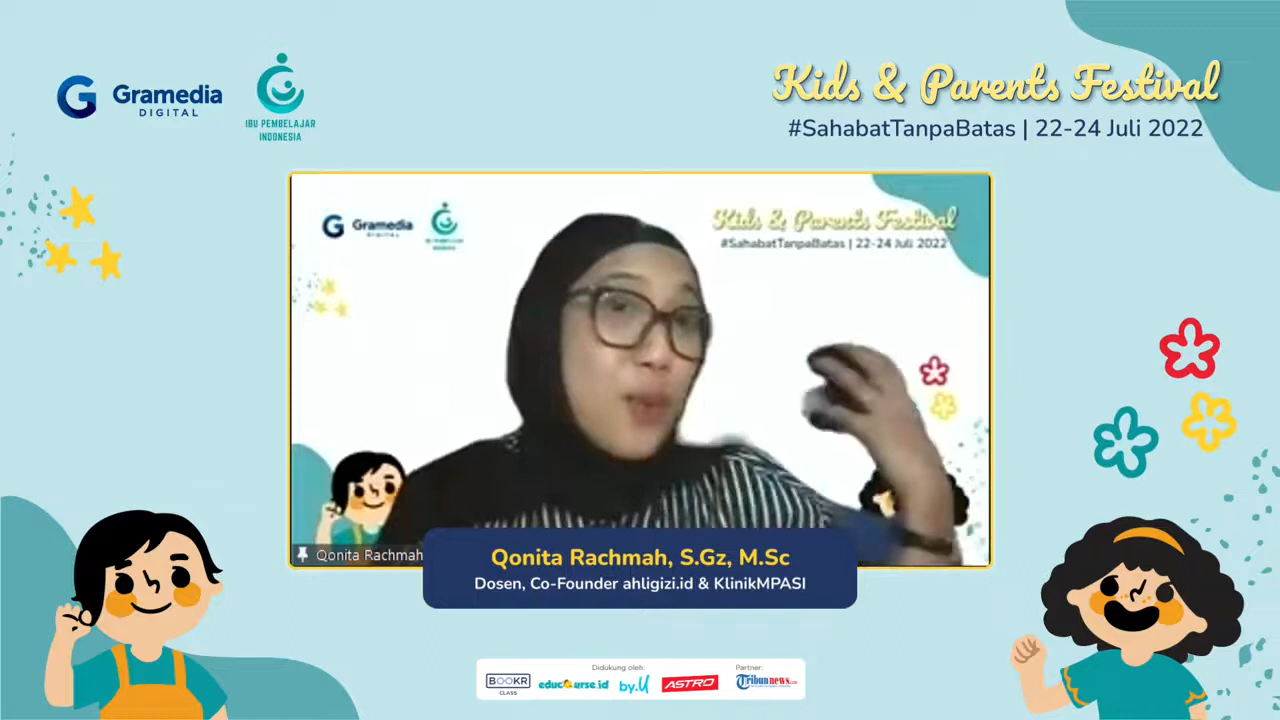 Gramedia
DIGITAL
IBU PEMBELAJAR
INDONESIA
Kids & Parents Festival
#SahabatTanpaBatas | 22-24 Juli 2022
Gramedia
DIGITAL
Kids & Parents Festival
#SahabatTanpaBatas | 22-24 Juli 2022
Qonita Rachmah
Qonita Rachmah, S.Gz, M.Sc
Dosen, Co-Founder ahligizi.id & KlinikMPASI
Didukung oleh:
Partner:
BOOKR
CLASS
educourse.id
by.U
ASTRO
Tribunnews.com